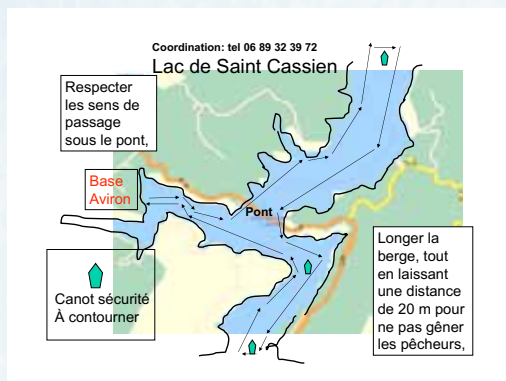 Coordination: tel 06 89 32 39 72
Lac de Saint Cassien
Respecter
les sens de
passage
sous le pont,
Base
Aviron
Pont
Canot sécurité
À contourner
Longer la
berge, tout
en laissant
une distance
de 20 m pour
ne pas gêner
les pêcheurs,